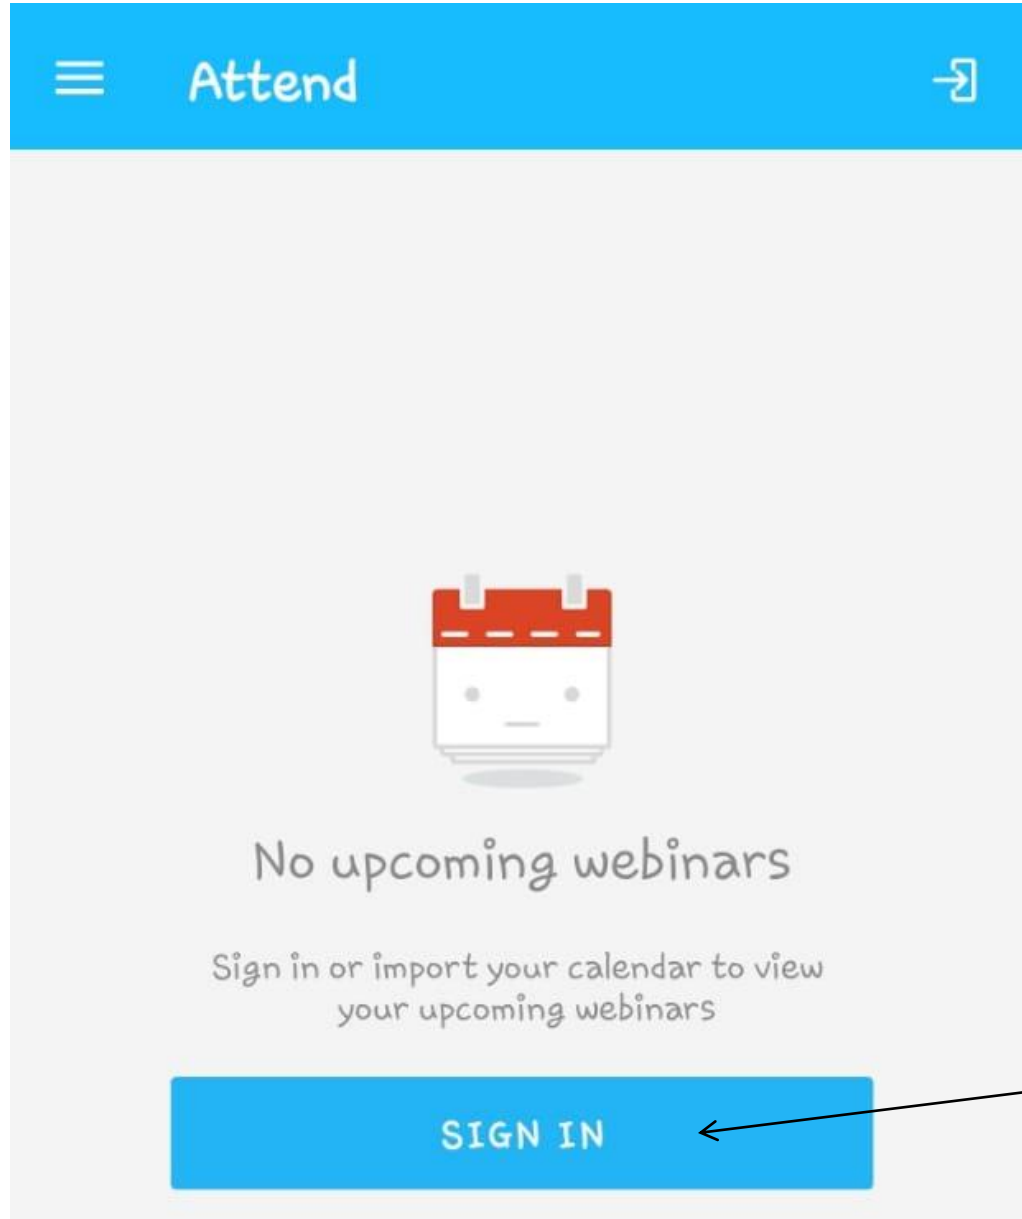 Attend
No upcoming webinars
Sign in or import your calendar to view
your upcoming webinars
SIGN IN